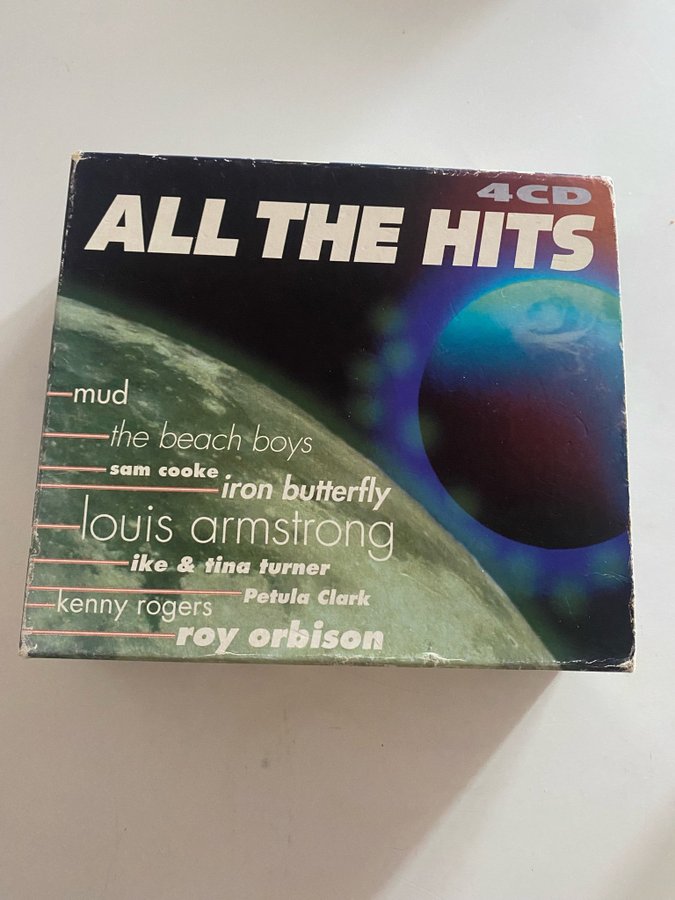 4CD
ALL THE HITS
mud
the beach boys
sam cooke
iron butterfly
louis armstrong
ike & tina turner
Petula Clark
kenny rogers
roy orbison